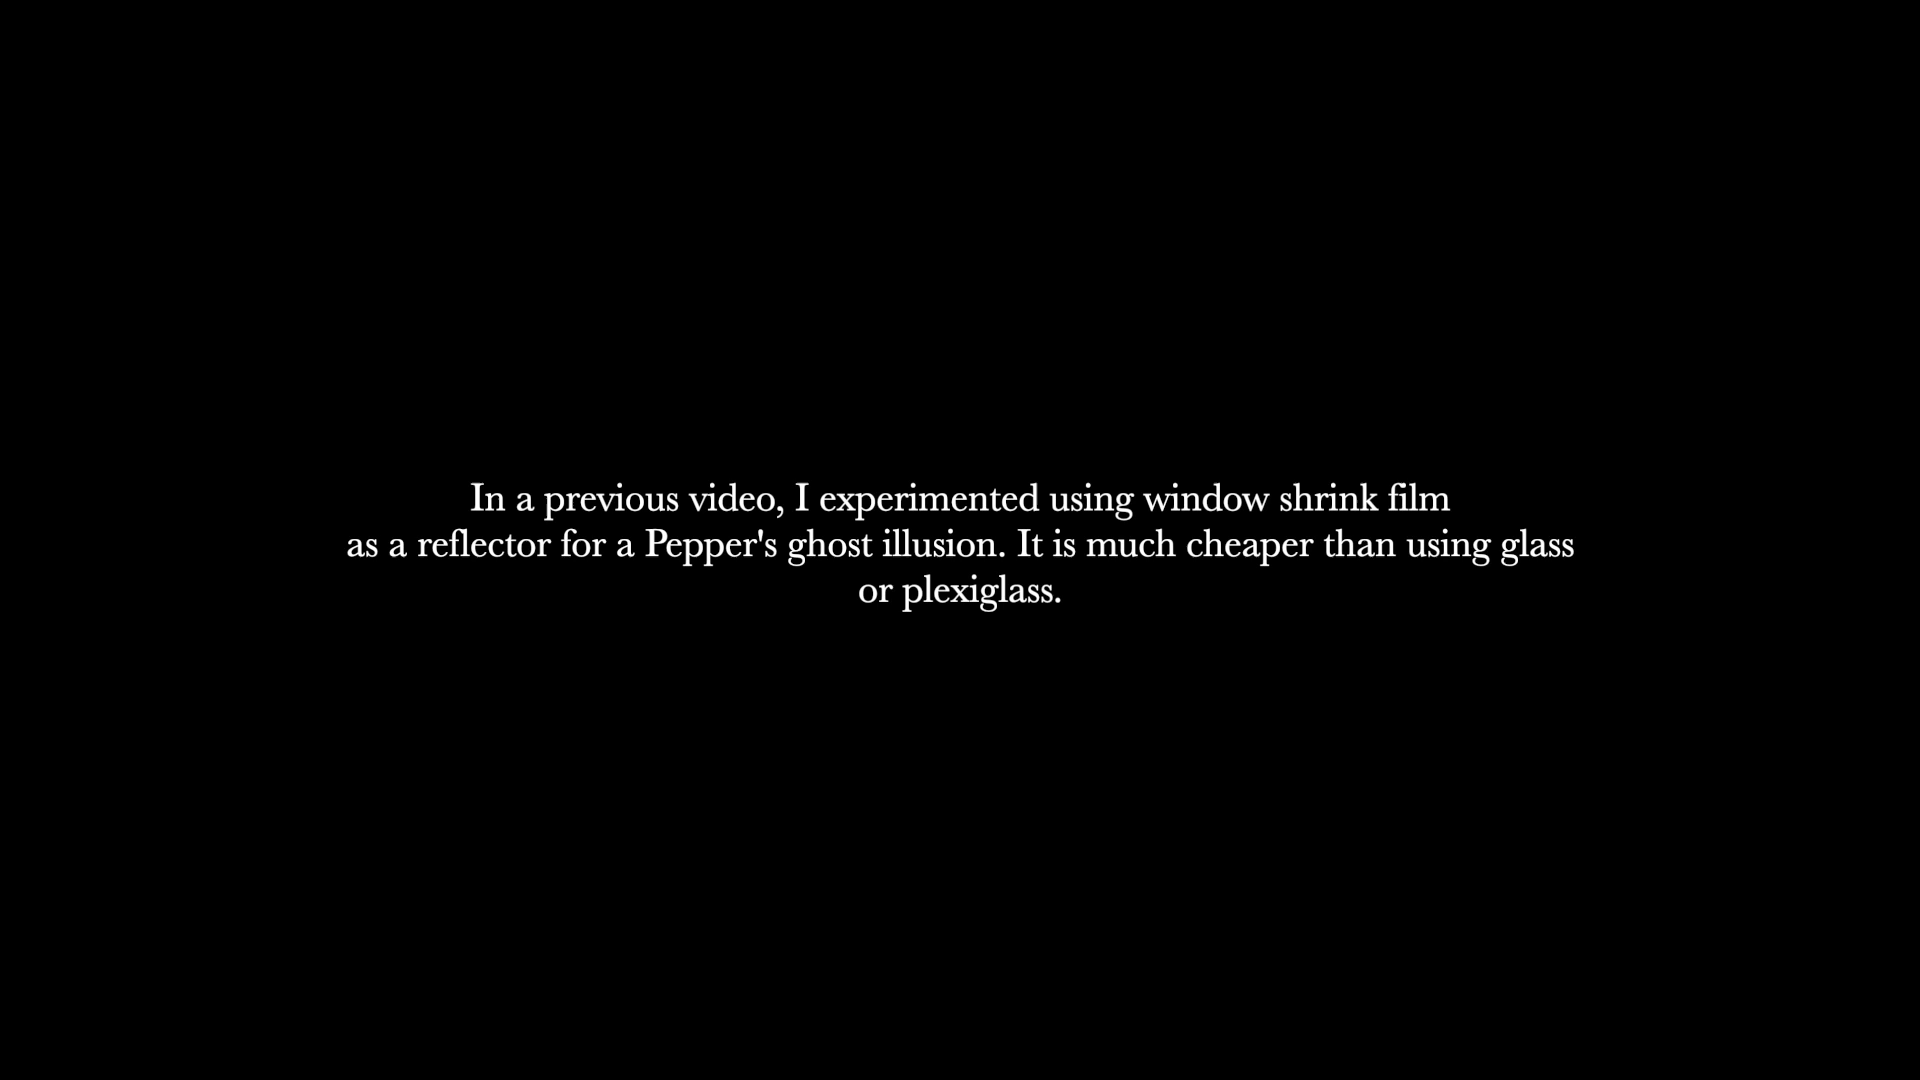 In a previous video, I experimented using window shrink film
as a reflector for a Pepper's ghost illusion. It is much cheaper than using glass
or plexiglass.